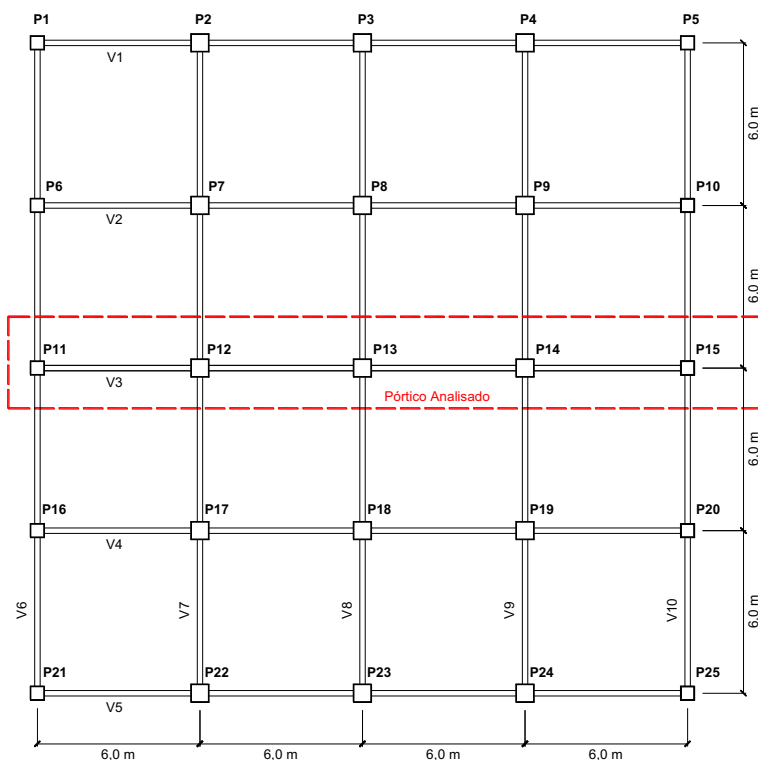 P1 P2 P3 P4 P5
V1
6,0 m
P6 P7 P8 P9 P10
V2
6,0 m
P11 P12 P13 P14 P15
V3
Pórtico Analisado
6,0 m
P16 P17 P18 P19 P20
V4
V6 V7 V8 V9 V10
6,0 m
P21 P22 P23 P24 P25
V5
6,0 m 6,0 m 6,0 m 6,0 m